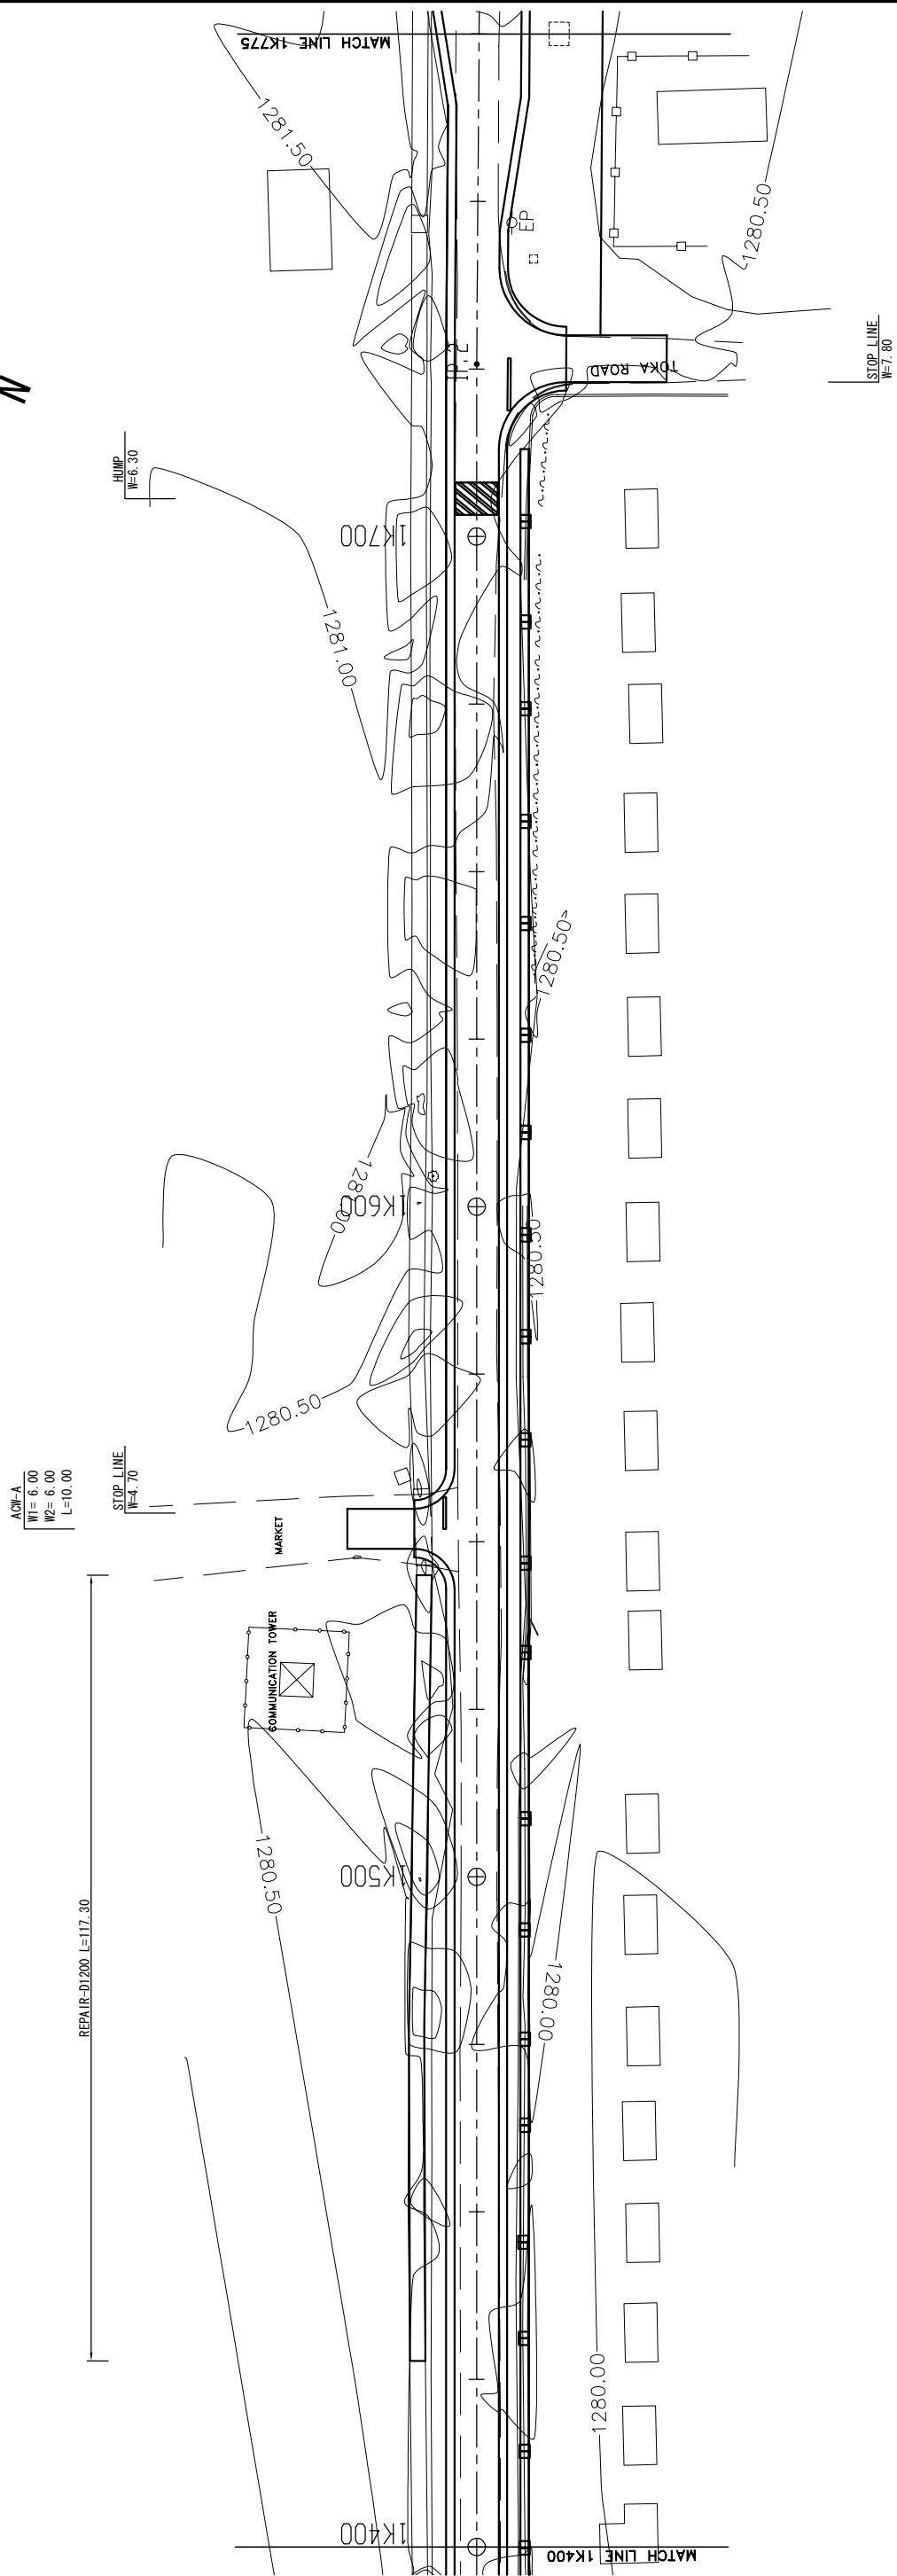 MATCH LINE 1K775
1281.50
1280.50
EP
IP.2
TOKA ROAD
STOP LINE
W=7.80
N
HUMP
W=6.30
1K700
1281.00
1280.50
1281.00
1K600
1280.50
1280.50
ACW-A
W1= 6.00
W2= 6.00
L=10.00
STOP LINE
W=4.70
MARKET
COMMUNICATION TOWER
REPAIR-D1200 L=117.30
1280.50
1K500
1280.00
1280.00
1K400
MATCH LINE 1K400